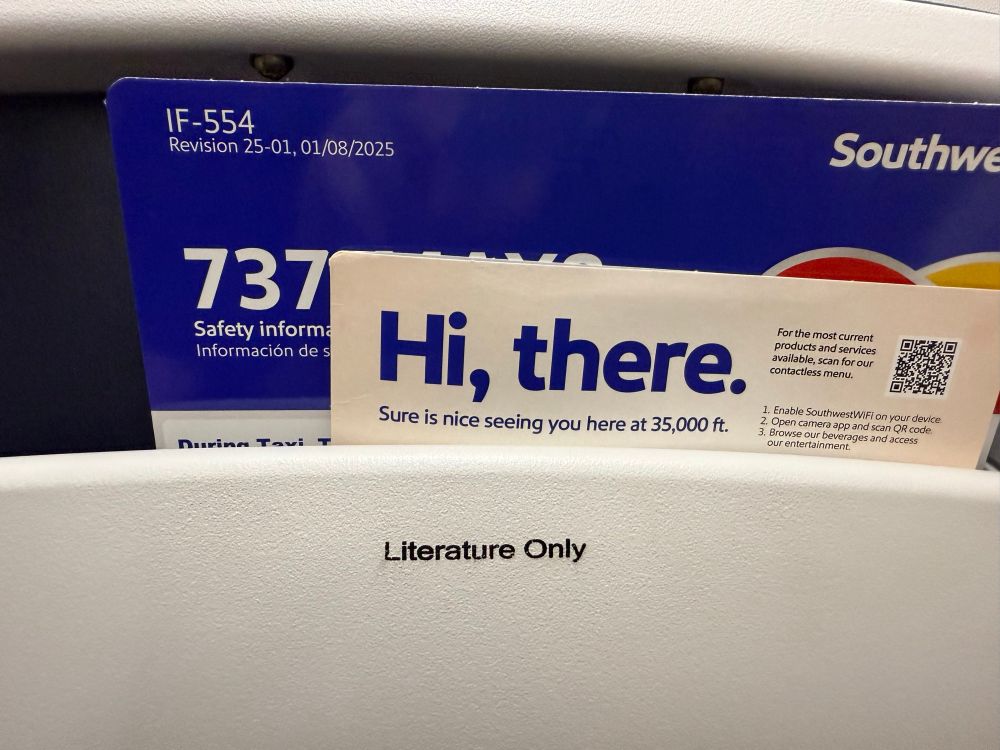 IF-554
Revision 25-01, 01/08/2025
Southwe
737
Safety informa
Información de s
During Taxi, T
Hi, there.
Sure is nice seeing you here at 35,000 ft.
For the most current
products and services
available, scan for our
contactless menu.
1. Enable SouthwestWiFi on your device.
2. Open camera app and scan QR code.
3. Browse our beverages and access
our entertainment.
Literature Only